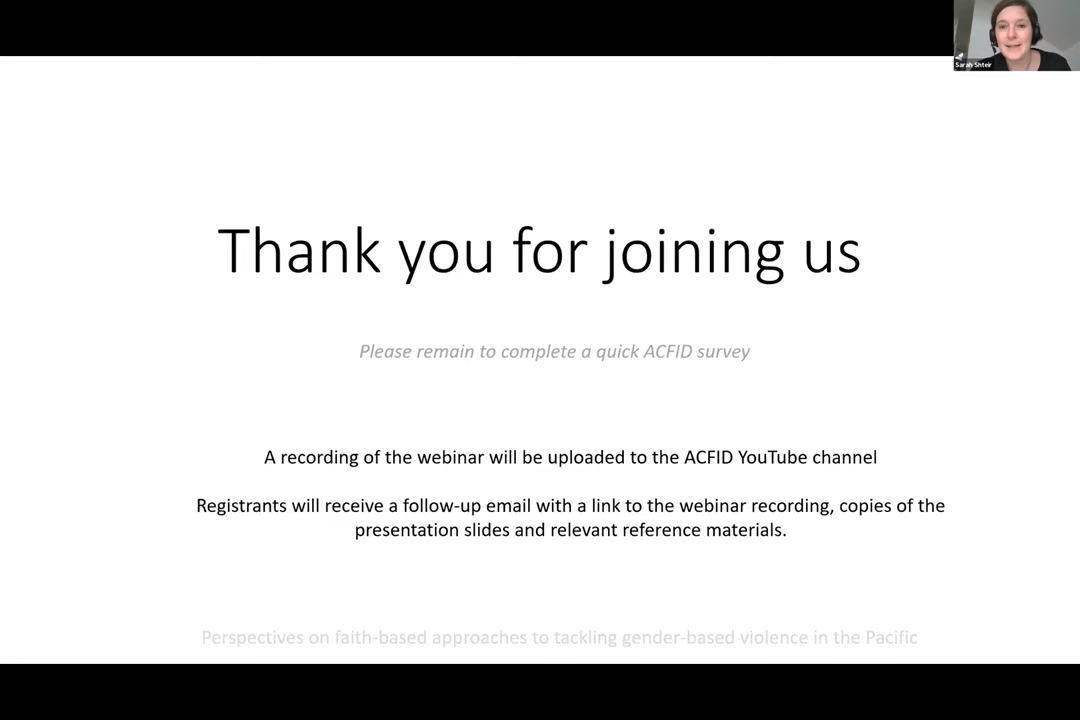 Sarah Shteir
Thank you for joining us
Please remain to complete a quick ACFID survey
A recording of the webinar will be uploaded to the ACFID YouTube channel
Registrants will receive a follow-up email with a link to the webinar recording, copies of the
presentation slides and relevant reference materials.
Perspectives on faith-based approaches to tackling gender-based violence in the Pacific